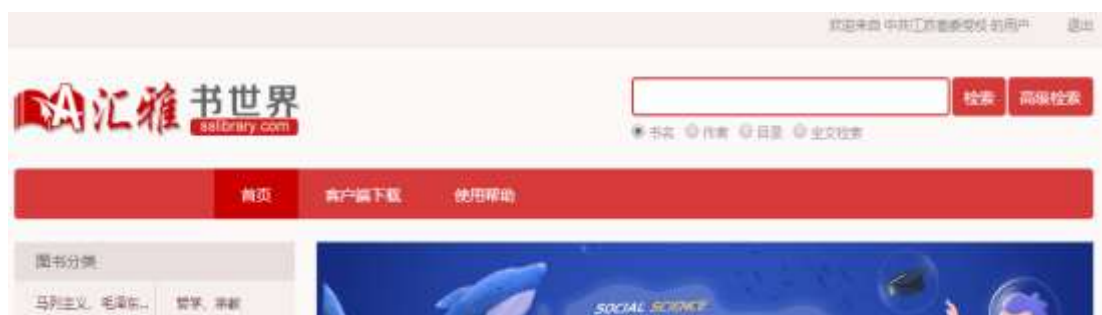 欢迎来自 中共江苏省委党校 的用户 退出
汇雅 书世界
sslibrary.com
检索 高级检索
书名 作者 目录 全文检索
首页 客户端下载 使用帮助
图书分类
马列主义、毛泽东... 哲学、宗教
SOCIAL SCIENCE